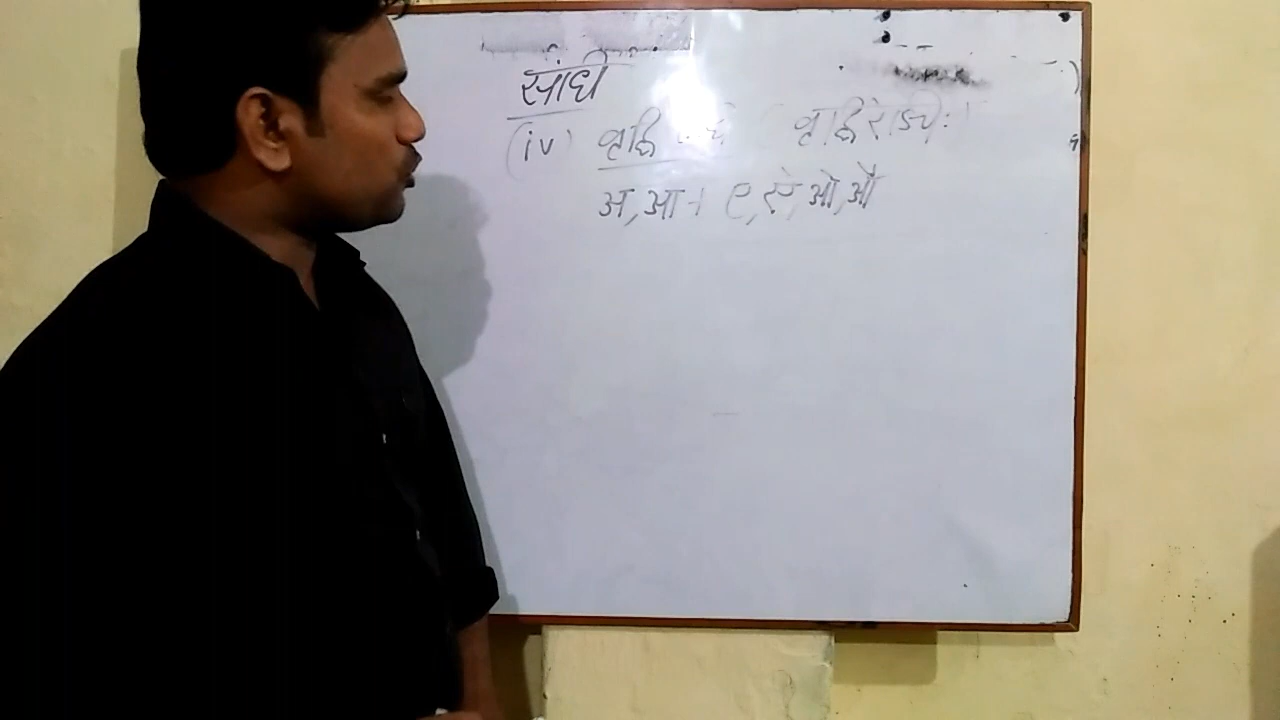 संधि
(iv) वृद्धि ( वृद्धिरेचि: )
अ, आ + ए, ऐ, ओ, औ